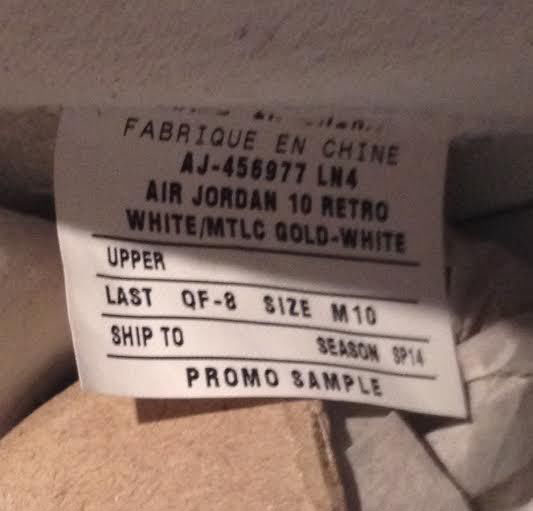 FABRIQUE EN CHINE
AJ-456977 LN4
AIR JORDAN 10 RETRO
WHITE/MTLC GOLD-WHITE
UPPER
LAST QF-8 SIZE M10
SHIP TO SEASON SP14
PROMO SAMPLE